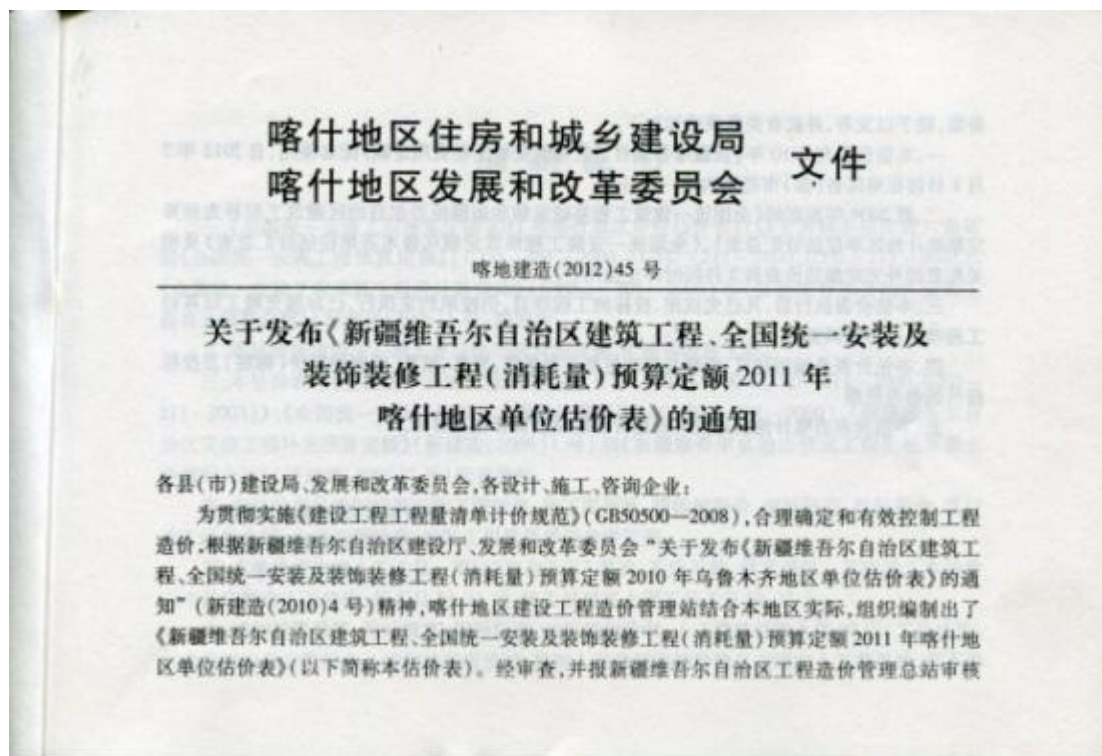 喀什地区住房和城乡建设局
喀什地区发展和改革委员会
文件
喀地建造(2012)45 号
关于发布《新疆维吾尔自治区建筑工程、全国统一安装及
装饰装修工程(消耗量)预算定额 2011 年
喀什地区单位估价表》的通知
各县(市)建设局、发展和改革委员会,各设计、施工、咨询企业:
为贯彻实施《建设工程工程量清单计价规范》(GB50500—2008),合理确定和有效控制工程
造价,根据新疆维吾尔自治区建设厅、发展和改革委员会“关于发布《新疆维吾尔自治区建筑工
程、全国统一安装及装饰装修工程(消耗量)预算定额 2010 年乌鲁木齐地区单位估价表》的通
知”(新建造(2010)4 号)精神,喀什地区建设工程造价管理站结合本地区实际,组织编制出了
《新疆维吾尔自治区建筑工程、全国统一安装及装饰装修工程(消耗量)预算定额 2011 年喀什地
区单位估价表》(以下简称本估价表)。经审查,并报新疆维吾尔自治区工程造价管理总站审核